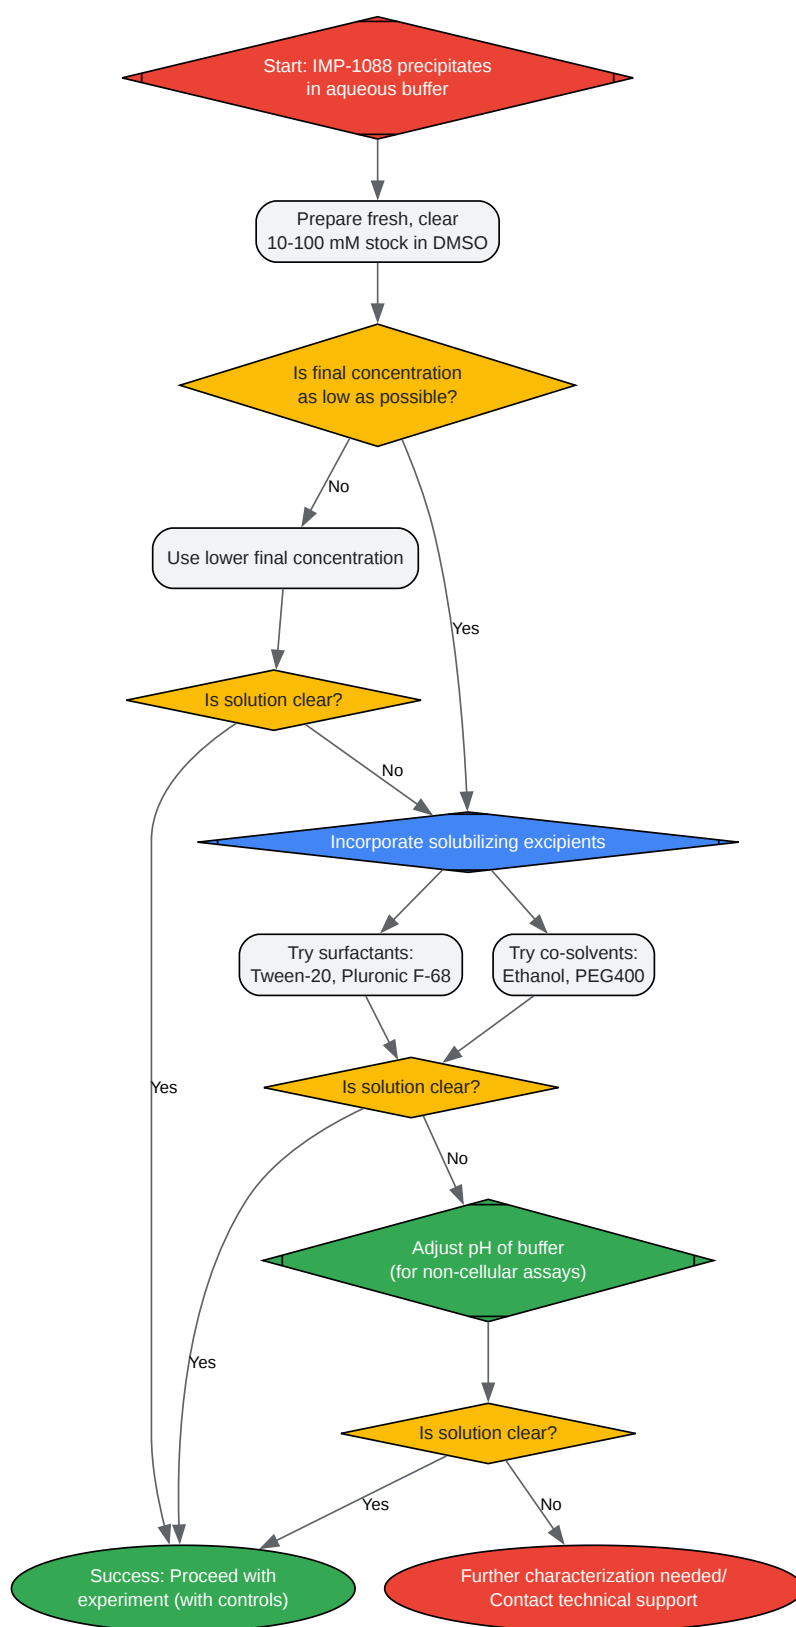 Start: IMP-1088 precipitates
in aqueous buffer
Prepare fresh, clear
10-100 mM stock in DMSO
Is final concentration
as low as possible?
No
Use lower final concentration
Yes
Is solution clear?
No
Incorporate solubilizing excipients
Try surfactants:
Tween-20, Pluronic F-68
Try co-solvents:
Ethanol, PEG400
Is solution clear?
Yes
No
Adjust pH of buffer
(for non-cellular assays)
Yes
Is solution clear?
Yes
No
Success: Proceed with
experiment (with controls)
Further characterization needed/
Contact technical support